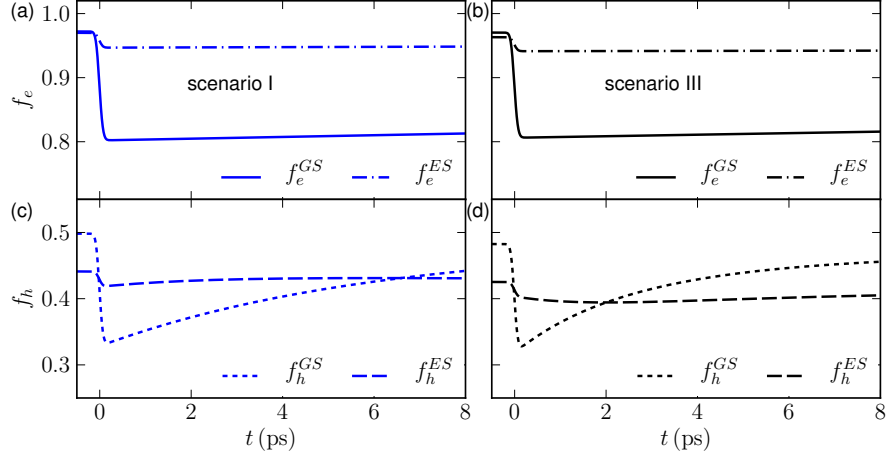 (a)
(b)
1.0
0.9
0.8
f_e
scenario I
scenario III
f_e^{GS} f_e^{ES}
f_e^{GS} f_e^{ES}
(c)
(d)
0.5
0.4
0.3
f_h
f_h^{GS} f_h^{ES}
f_h^{GS} f_h^{ES}
0 2 4 6 8
0 2 4 6 8
t (ps)
t (ps)